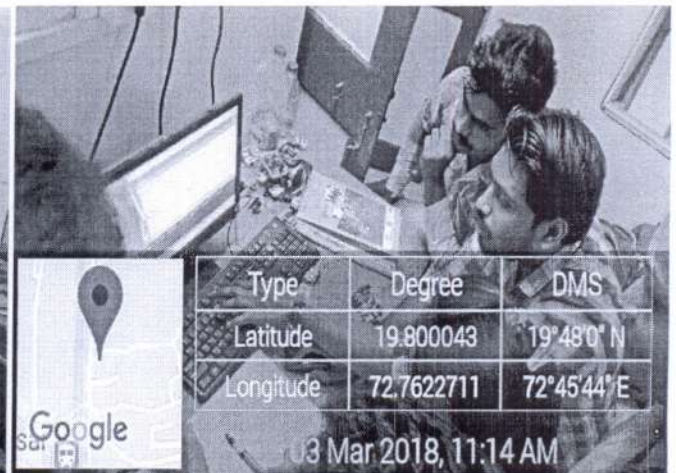 Type Degree DMS
Latitude 19.800043 19°48'0" N
Longitude 72.7622711 72°45'44" E
Google
03 Mar 2018, 11:14 AM